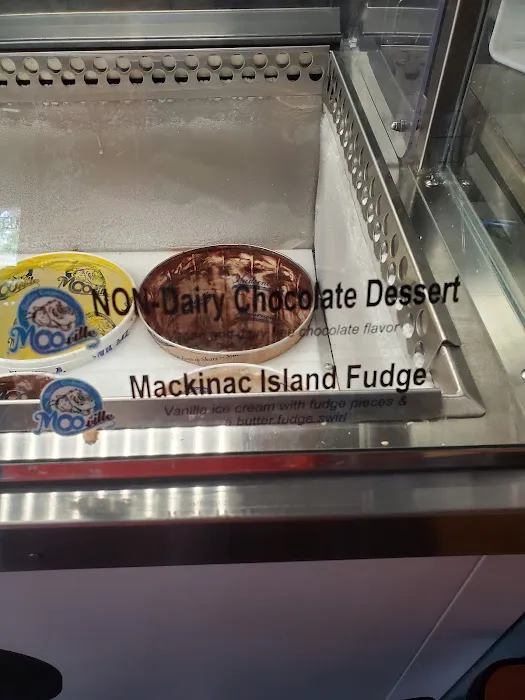 NON-Dairy Chocolate Dessert
chocolate flavor
MOOville
Mackinac Island Fudge
Vanilla ice cream with fudge pieces &
a butter fudge swirl
MOOville